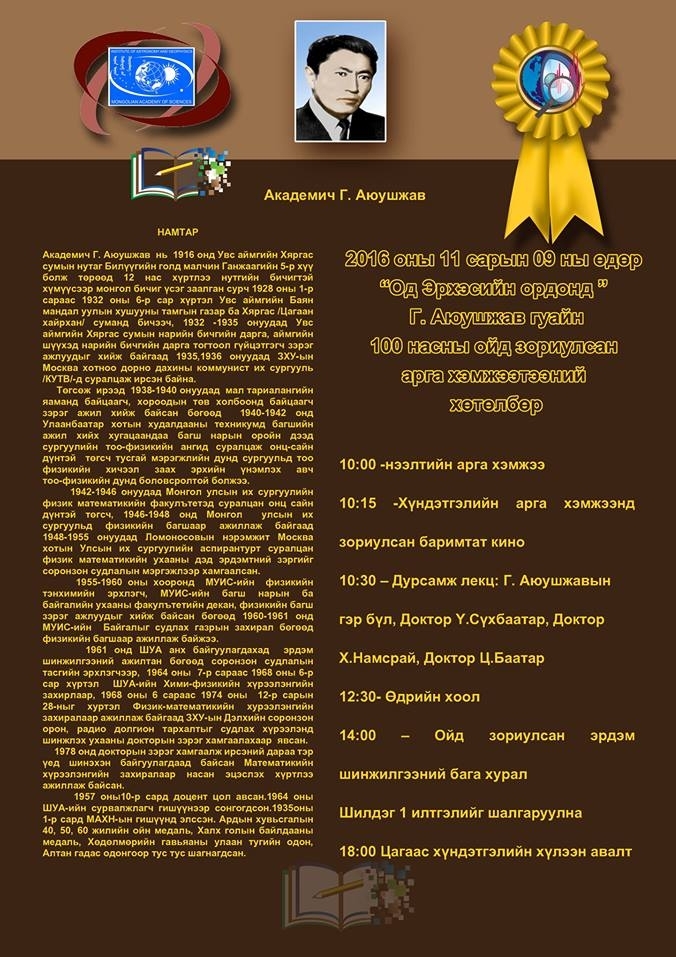 INSTITUTE OF ASTRONOMY AND GEOPHYSICS
MONGOLIAN ACADEMY OF SCIENCES
Академич Г. Аюушжав
НАМТАР
Академич Г. Аюушжав нь 1916 онд Увс аймгийн Хяргас
сумын нутаг Билүүгийн голд малчин Ганжаагийн 5-р хүү
болж төрөөд 12 нас хүртлээ нутгийн бичигтэй
хүмүүсээр монгол бичиг үсэг заалган сурч 1928 оны 1-р
сараас 1932 оны 6-р сар хүртэл Увс аймгийн Баян
мандал уулын хушууны тамгын газар ба Хяргас /Цагаан
хайрхан/ суманд бичээч, 1932 -1935 онуудад Увс
аймгийн Хяргас сумын нарийн бичгийн дарга, аймгийн
шүүхэд нарийн бичгийн дарга тогтоол гүйцэтгэгч зэрэг
ажлуудыг хийж байгаад 1935,1936 онуудад ЗХУ-ын
Москва хотноо дорно дахины коммунист их сургууль
/КУТВ/-д суралцаж ирсэн байна.
Төгсөж ирээд 1938-1940 онуудад мал тариалангийн
яаманд байцаагч, хороодын төв холбоонд байцаагч
зэрэг ажил хийж байсан бөгөөд 1940-1942 онд
Улаанбаатар хотын худалдааны техникумд багшийн
ажил хийх хугацаандаа багш нарын оройн дээд
сургуулийн тоо-физикийн ангид суралцаж онц-сайн
дүнтэй төгсч тусгай мэрэгжлийн дунд сургуульд тоо
физикийн хичээл заах эрхийн үнэмлэх авч
тоо-физикийн дунд боловсролтой болжээ.
1942-1946 онуудад Монгол улсын их сургуулийн
физик математикийн факультетэд суралцан онц сайн
дүнтэй төгсч, 1946-1948 онд Монгол улсын их
сургуульд физикийн багшаар ажиллаж байгаад
1948-1955 онуудад Ломоносовын нэрэмжит Москва
хотын Улсын их сургуулийн аспирантурт суралцан
физик математикийн ухааны дэд эрдэмтний зэргийг
соронзон судлалын мэргэжлээр хамгаалсан.
1955-1960 оны хооронд МУИС-ийн физикийн
тэнхимийн эрхлэгч, МУИС-ийн багш нарын ба
байгалийн ухааны факультетийн декан, физикийн багш
зэрэг ажлуудыг хийж байсан бөгөөд 1960-1961 онд
МУИС-ийн Байгалыг судлах газрын захирал бөгөөд
физикийн багшаар ажиллаж байжээ.
1961 онд ШУА анх байгуулагдахад эрдэм
шинжилгээний ажилтан бөгөөд соронзон судлалын
тасгийн эрхлэгчээр, 1964 оны 7-р сараас 1968 оны 6-р
сар хүртэл ШУА-ийн Хими-физикийн хүрээлэнгийн
захирлаар, 1968 оны 6 сараас 1974 оны 12-р сарын
28-ныг хүртэл Физик-математикийн хүрээлэнгийн
захиралаар ажиллаж байгаад ЗХУ-ын Дэлхийн соронзон
орон, радио долгион тархалтыг судлах хүрээлэнд
шинжлэх ухааны докторын зэрэг хамгаалахаар явсан.
1978 онд докторын зэрэг хамгаалж ирсэний дараа тэр
үед шинэхэн байгуулагдаад байсан Математикийн
хүрээлэнгийн захиралаар насан эцэслэх хүртлээ
ажиллаж байсан.
1957 оны10-р сард доцент цол авсан.1964 оны
ШУА-ийн сурвалжлагч гишүүнээр сонгогдсон.1935оны
1-р сард МАХН-ын гишүүнд элссэн. Ардын хувьсгалын
40, 50, 60 жилийн ойн медаль, Халх голын байлдааны
медаль, Хөдөлмөрийн гавьяаны улаан тугийн одон,
Алтан гадас одонгоор тус тус шагнагдсан.
2016 оны 11 сарын 09 ны өдөр
“Од Эрхэсийн ордонд ”
Г. Аюушжав гуайн
100 насны ойд зориулсан
арга хэмжээтээний
хөтөлбөр
10:00 -нээлтийн арга хэмжээ
10:15 -Хүндэтгэлийн арга хэмжээнд
зориулсан баримтат кино
10:30 – Дурсамж лекц: Г. Аюушжавын
гэр бүл, Доктор Ү.Сүхбаатар, Доктор
Х.Намсрай, Доктор Ц.Баатар
12:30- Өдрийн хоол
14:00 – Ойд зориулсан эрдэм
шинжилгээний бага хурал
Шилдэг 1 илтгэлийг шалгаруулна
18:00 Цагаас хүндэтгэлийн хүлээн авалт